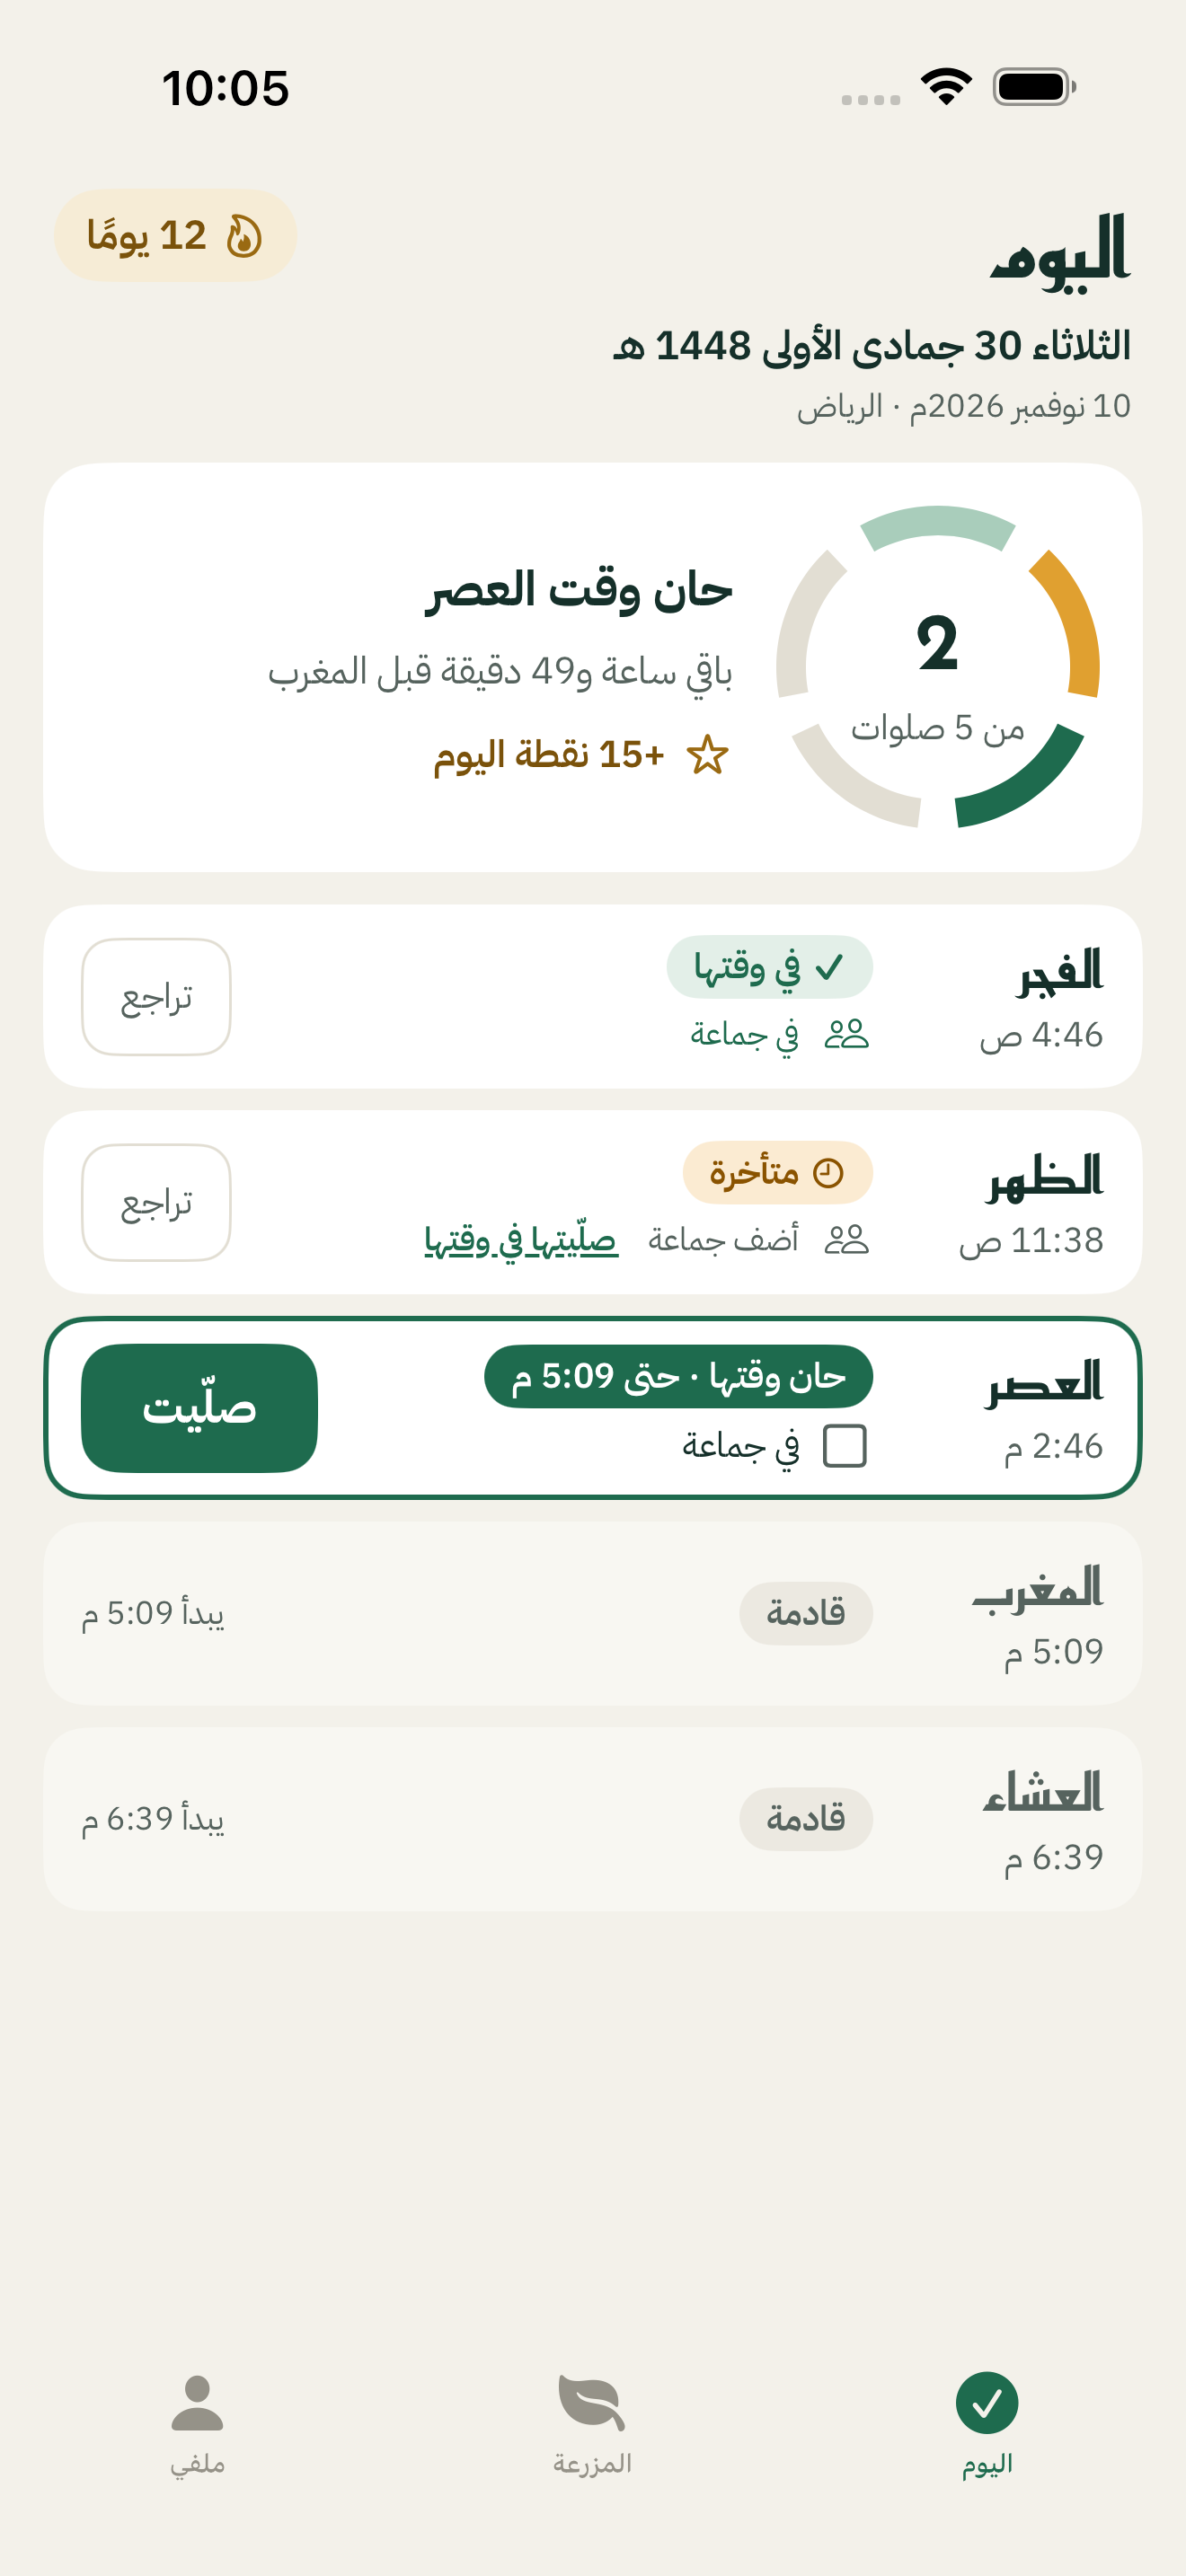 10:05
اليوم
12 يومًا
الثلاثاء 30 جمادى الأولى 1448 هـ
10 نوفمبر 2026م · الرياض
2
من 5 صلوات
حان وقت العصر
باقي ساعة و49 دقيقة قبل المغرب
+15 نقطة اليوم
الفجر
4:46 ص
في وقتها
في جماعة
تراجع
الظهر
11:38 ص
متأخرة
أضف جماعة
صلّيتها في وقتها
تراجع
العصر
2:46 م
حان وقتها · حتى 5:09 م
في جماعة
صلّيت
المغرب
5:09 م
قادمة
يبدأ 5:09 م
العشاء
6:39 م
قادمة
يبدأ 6:39 م
اليوم
المزرعة
ملفي